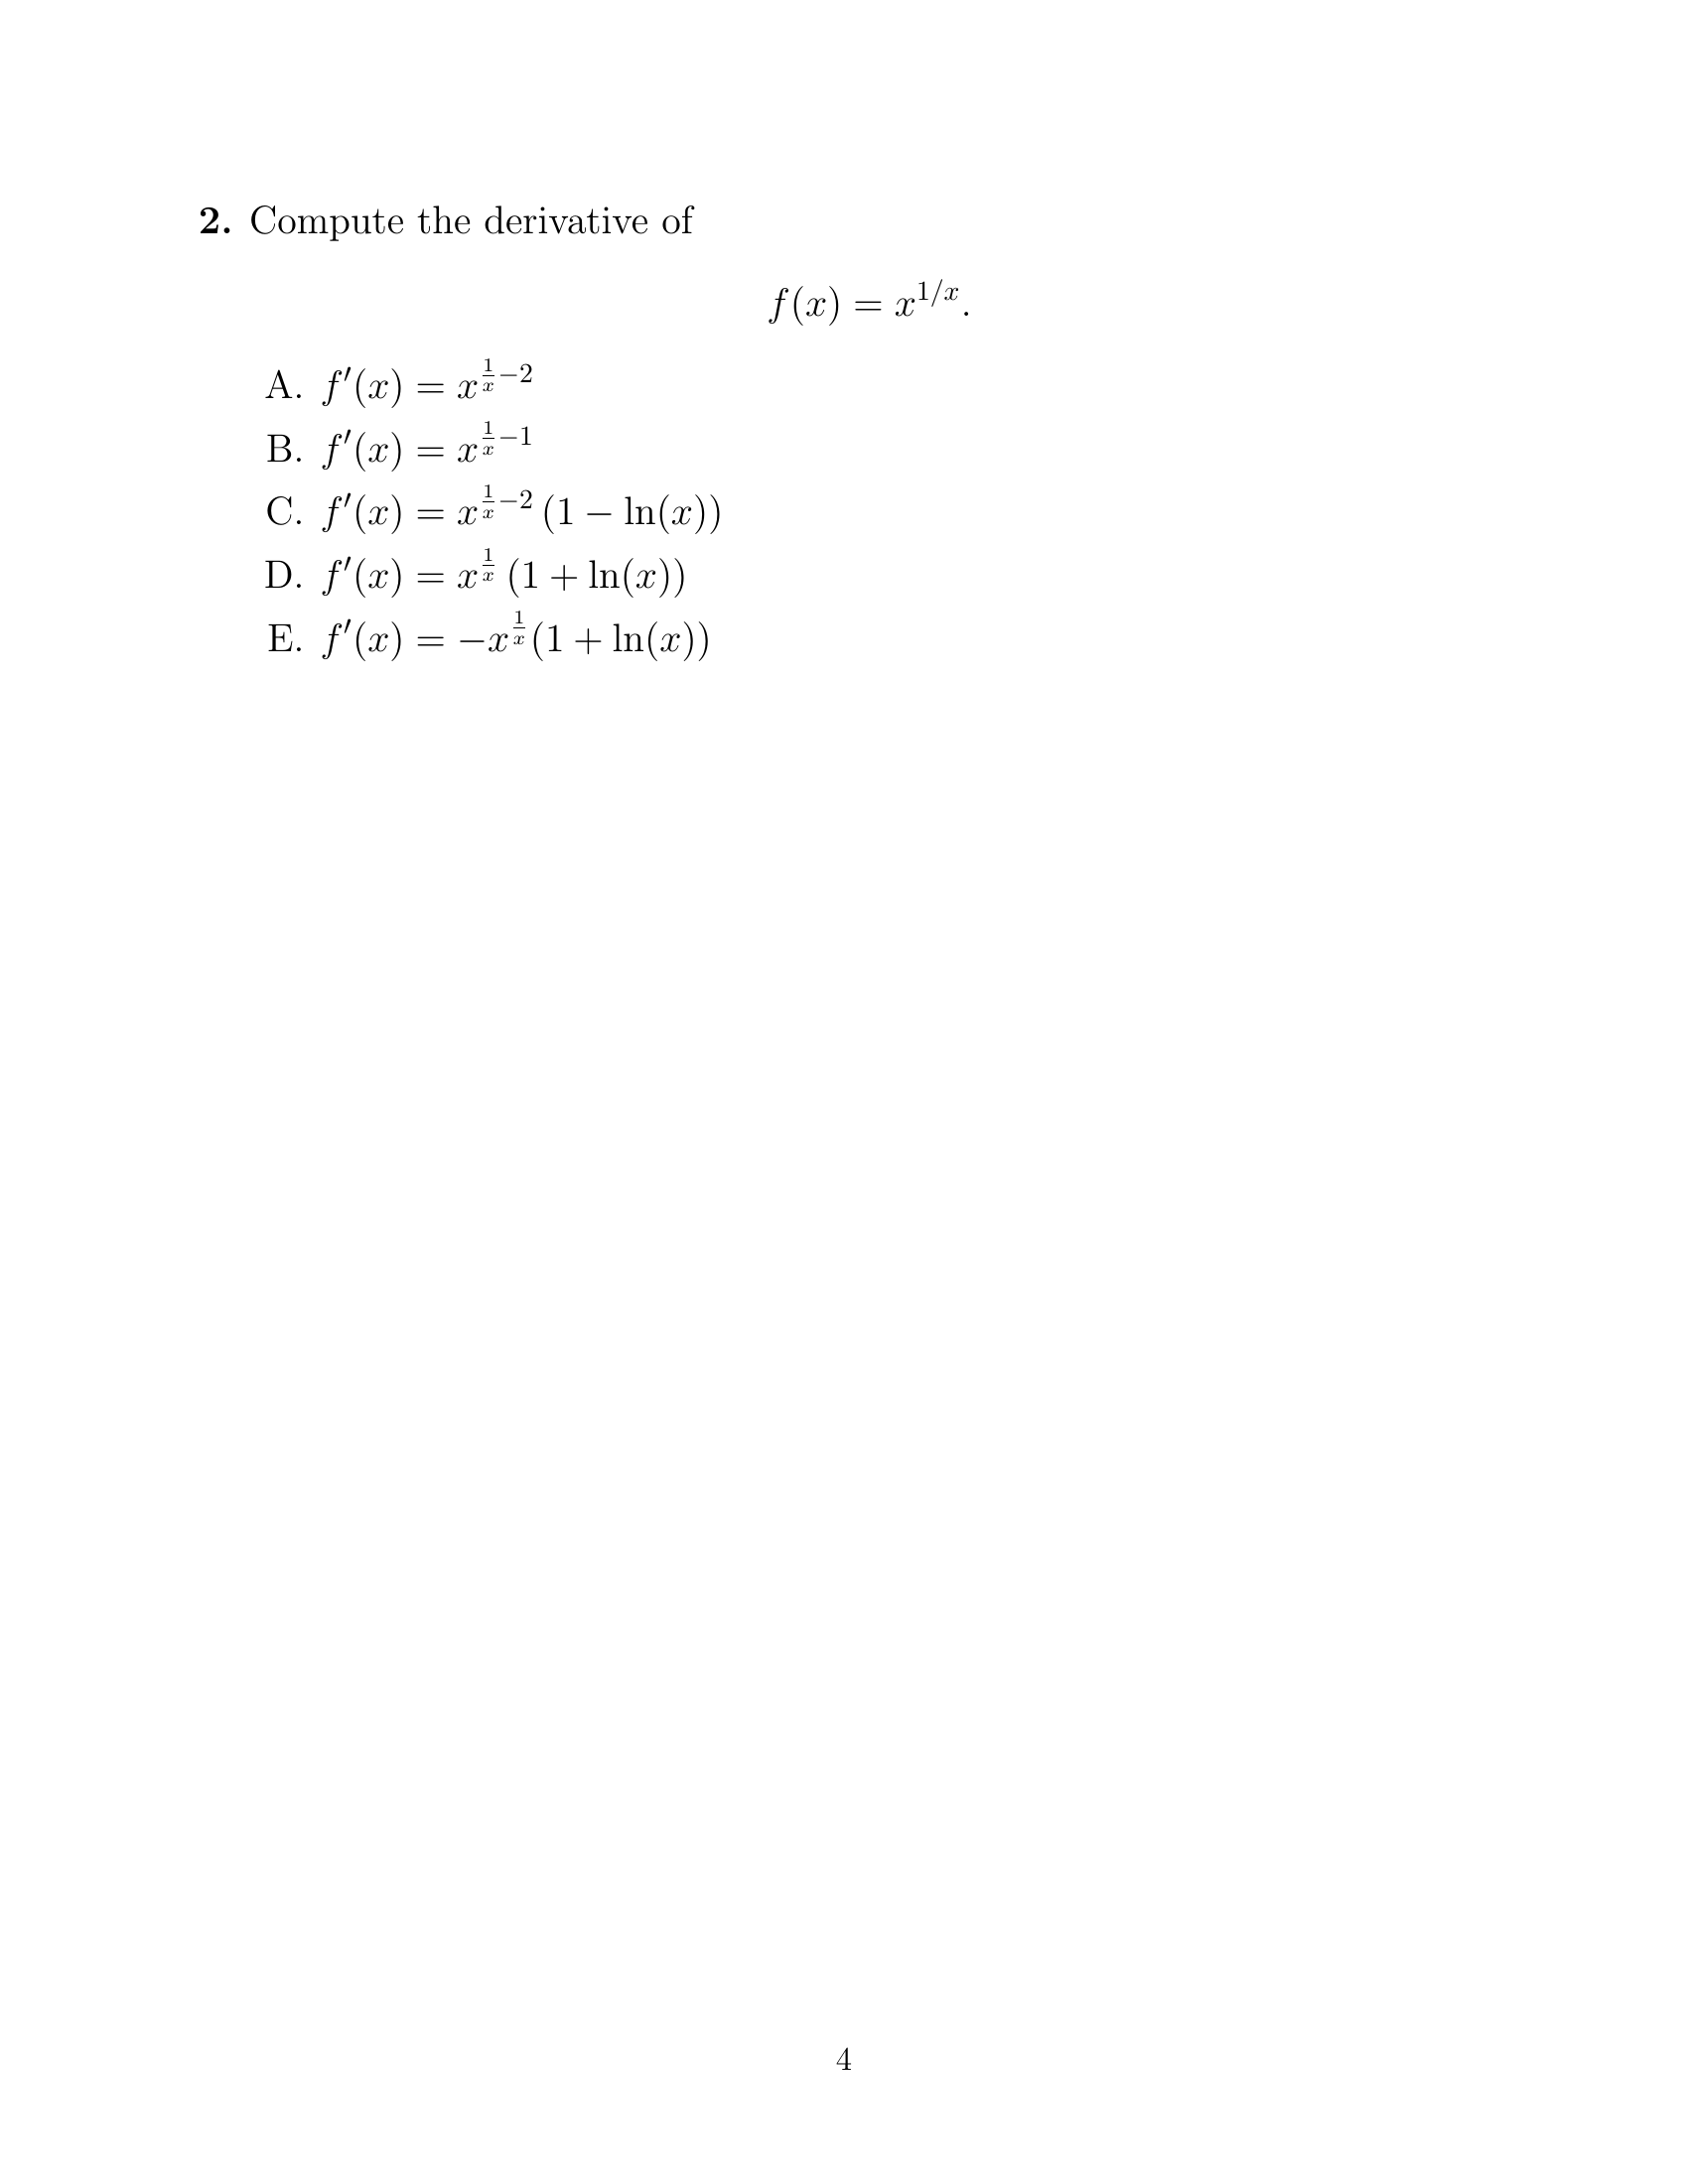 2. Compute the derivative of
f(x) = x^{1/x}.
A. f′(x) = x^{\frac{1}{x}−2}
B. f′(x) = x^{\frac{1}{x}−1}
C. f′(x) = x^{\frac{1}{x}−2} (1 − ln(x))
D. f′(x) = x^{\frac{1}{x}} (1 + ln(x))
E. f′(x) = −x^{\frac{1}{x}}(1 + ln(x))
4